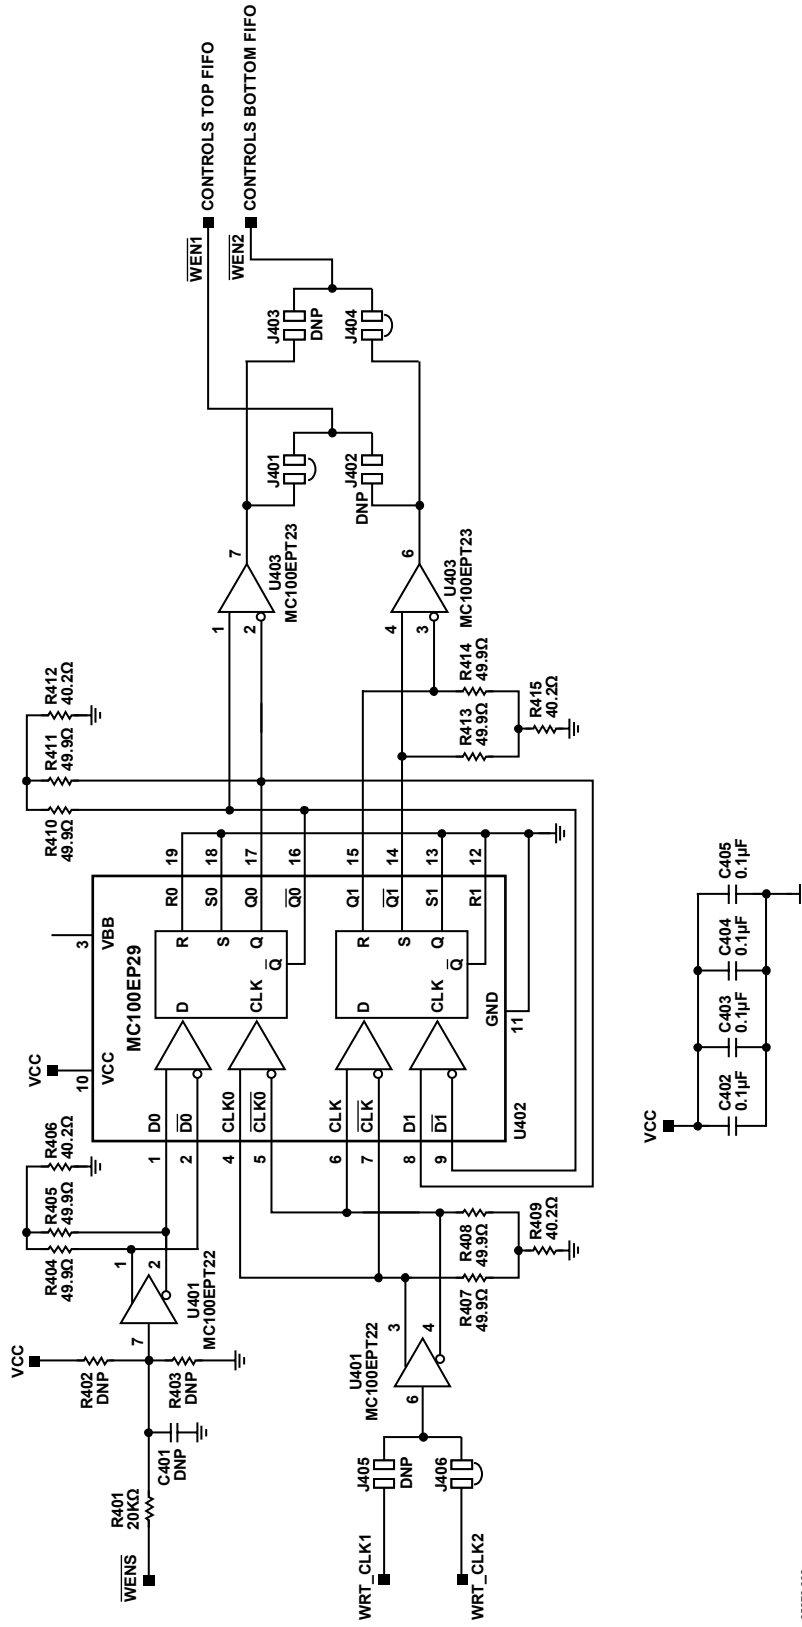 CONTROLS TOP FIFO
CONTROLS BOTTOM FIFO
WEN1
WEN2
J403
DNP
J404
J401
J402
DNP
7
U403
MC100EPT23
1
2
6
U403
MC100EPT23
4
3
R412
40.2Ω
R411
49.9Ω
R410
49.9Ω
R414
49.9Ω
R413
49.9Ω
R415
40.2Ω
19
18
17
16
15
14
13
12
R0
S0
Q0
Q0
Q1
Q1
S1
R1
3
VBB
MC100EP29
R
S
Q
Q
D
CLK
R
S
Q
Q
D
CLK
GND
11
VCC
10
VCC
D0
D0
CLK0
CLK0
CLK
CLK
D1
D1
U402
1
2
4
5
6
7
8
9
R406
40.2Ω
R405
49.9Ω
R404
49.9Ω
1
2
U401
MC100EPT22
7
VCC
R402
DNP
R403
DNP
C401
DNP
R401
20KΩ
WENS
R408
49.9Ω
R407
49.9Ω
R409
40.2Ω
3
4
U401
MC100EPT22
6
J405
DNP
J406
WRT_CLK1
WRT_CLK2
VCC
C402
0.1µF
C403
0.1µF
C404
0.1µF
C405
0.1µF